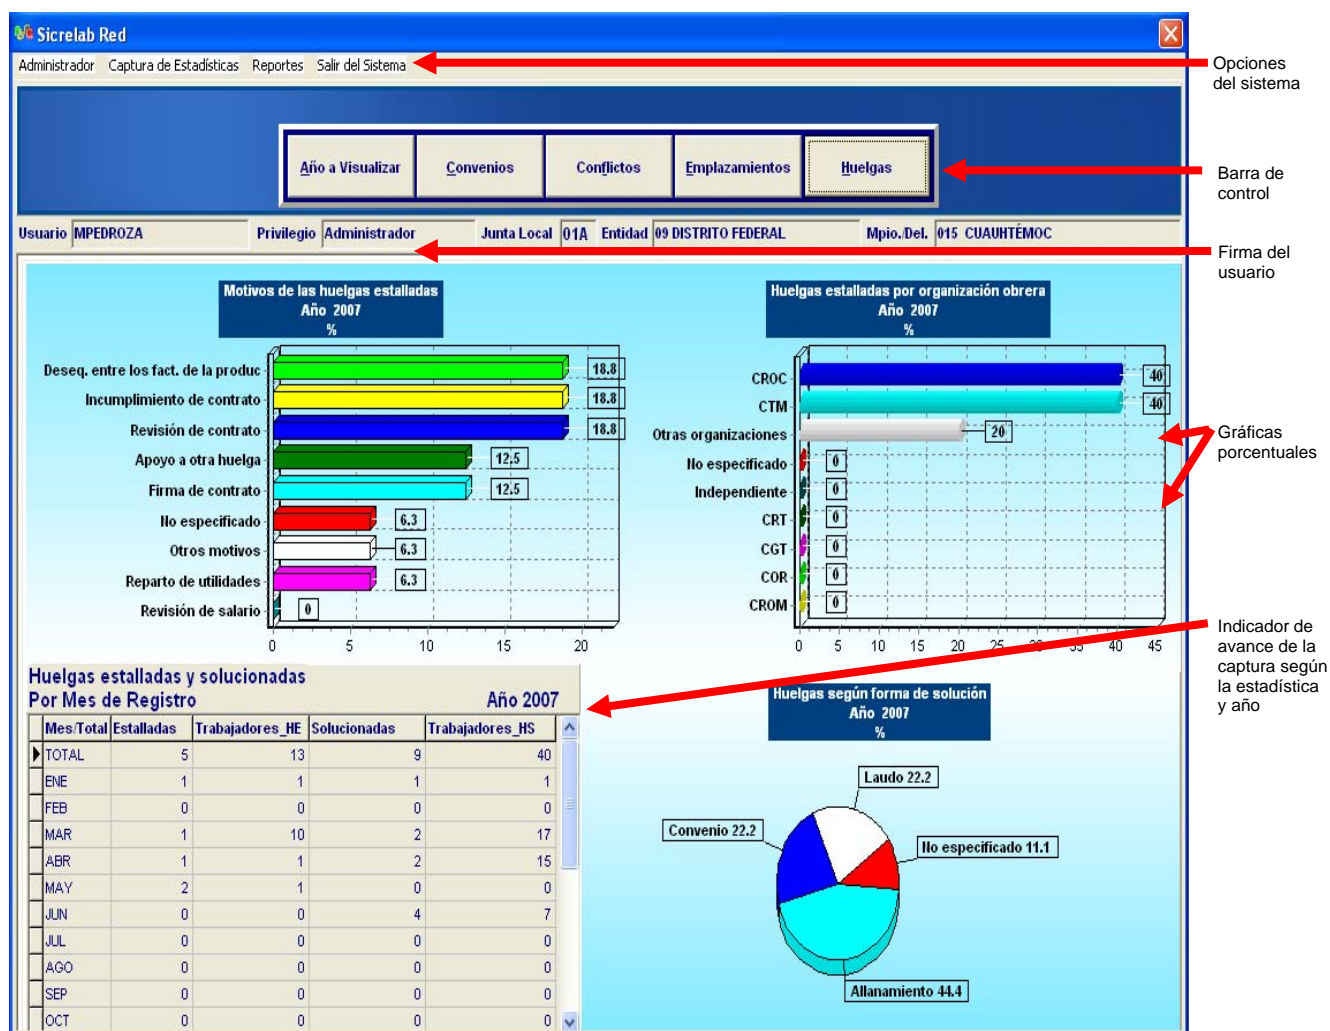 Sicrelab Red
Administrador Captura de Estadísticas Reportes Salir del Sistema
Opciones
del sistema
Año a Visualizar Convenios Conflictos Emplazamientos Huelgas
Barra de
control
Usuario MPEDROZA Privilegio Administrador Junta Local 01A Entidad 09 DISTRITO FEDERAL Mpio./Del. 015 CUAUHTÉMOC
Firma del
usuario
Motivos de las huelgas estalladas
Año 2007
%
Deseq. entre los fact. de la produc 18.8
Incumplimiento de contrato 18.8
Revisión de contrato 18.8
Apoyo a otra huelga 12.5
Firma de contrato 12.5
No especificado 6.3
Otros motivos 6.3
Reparto de utilidades 6.3
Revisión de salario 0
0 5 10 15 20
Huelgas estalladas por organización obrera
Año 2007
%
CROC 40
CTM 40
Otras organizaciones 20
No especificado 0
Independiente 0
CRT 0
CGT 0
COR 0
CROM 0
0 5 10 15 20 25 30 35 40 45
Gráficas
porcentuales
Indicador de
avance de la
captura según
la estadística
y año
Huelgas estalladas y solucionadas
Por Mes de Registro Año 2007
Mes/Total Estalladas Trabajadores_HE Solucionadas Trabajadores_HS
TOTAL 5 13 9 40
ENE 1 1 1 1
FEB 0 0 0 0
MAR 1 10 2 17
ABR 1 1 2 15
MAY 2 1 0 0
JUN 0 0 4 7
JUL 0 0 0 0
AGO 0 0 0 0
SEP 0 0 0 0
OCT 0 0 0 0
Huelgas según forma de solución
Año 2007
%
Laudo 22.2
Convenio 22.2
No especificado 11.1
Allanamiento 44.4